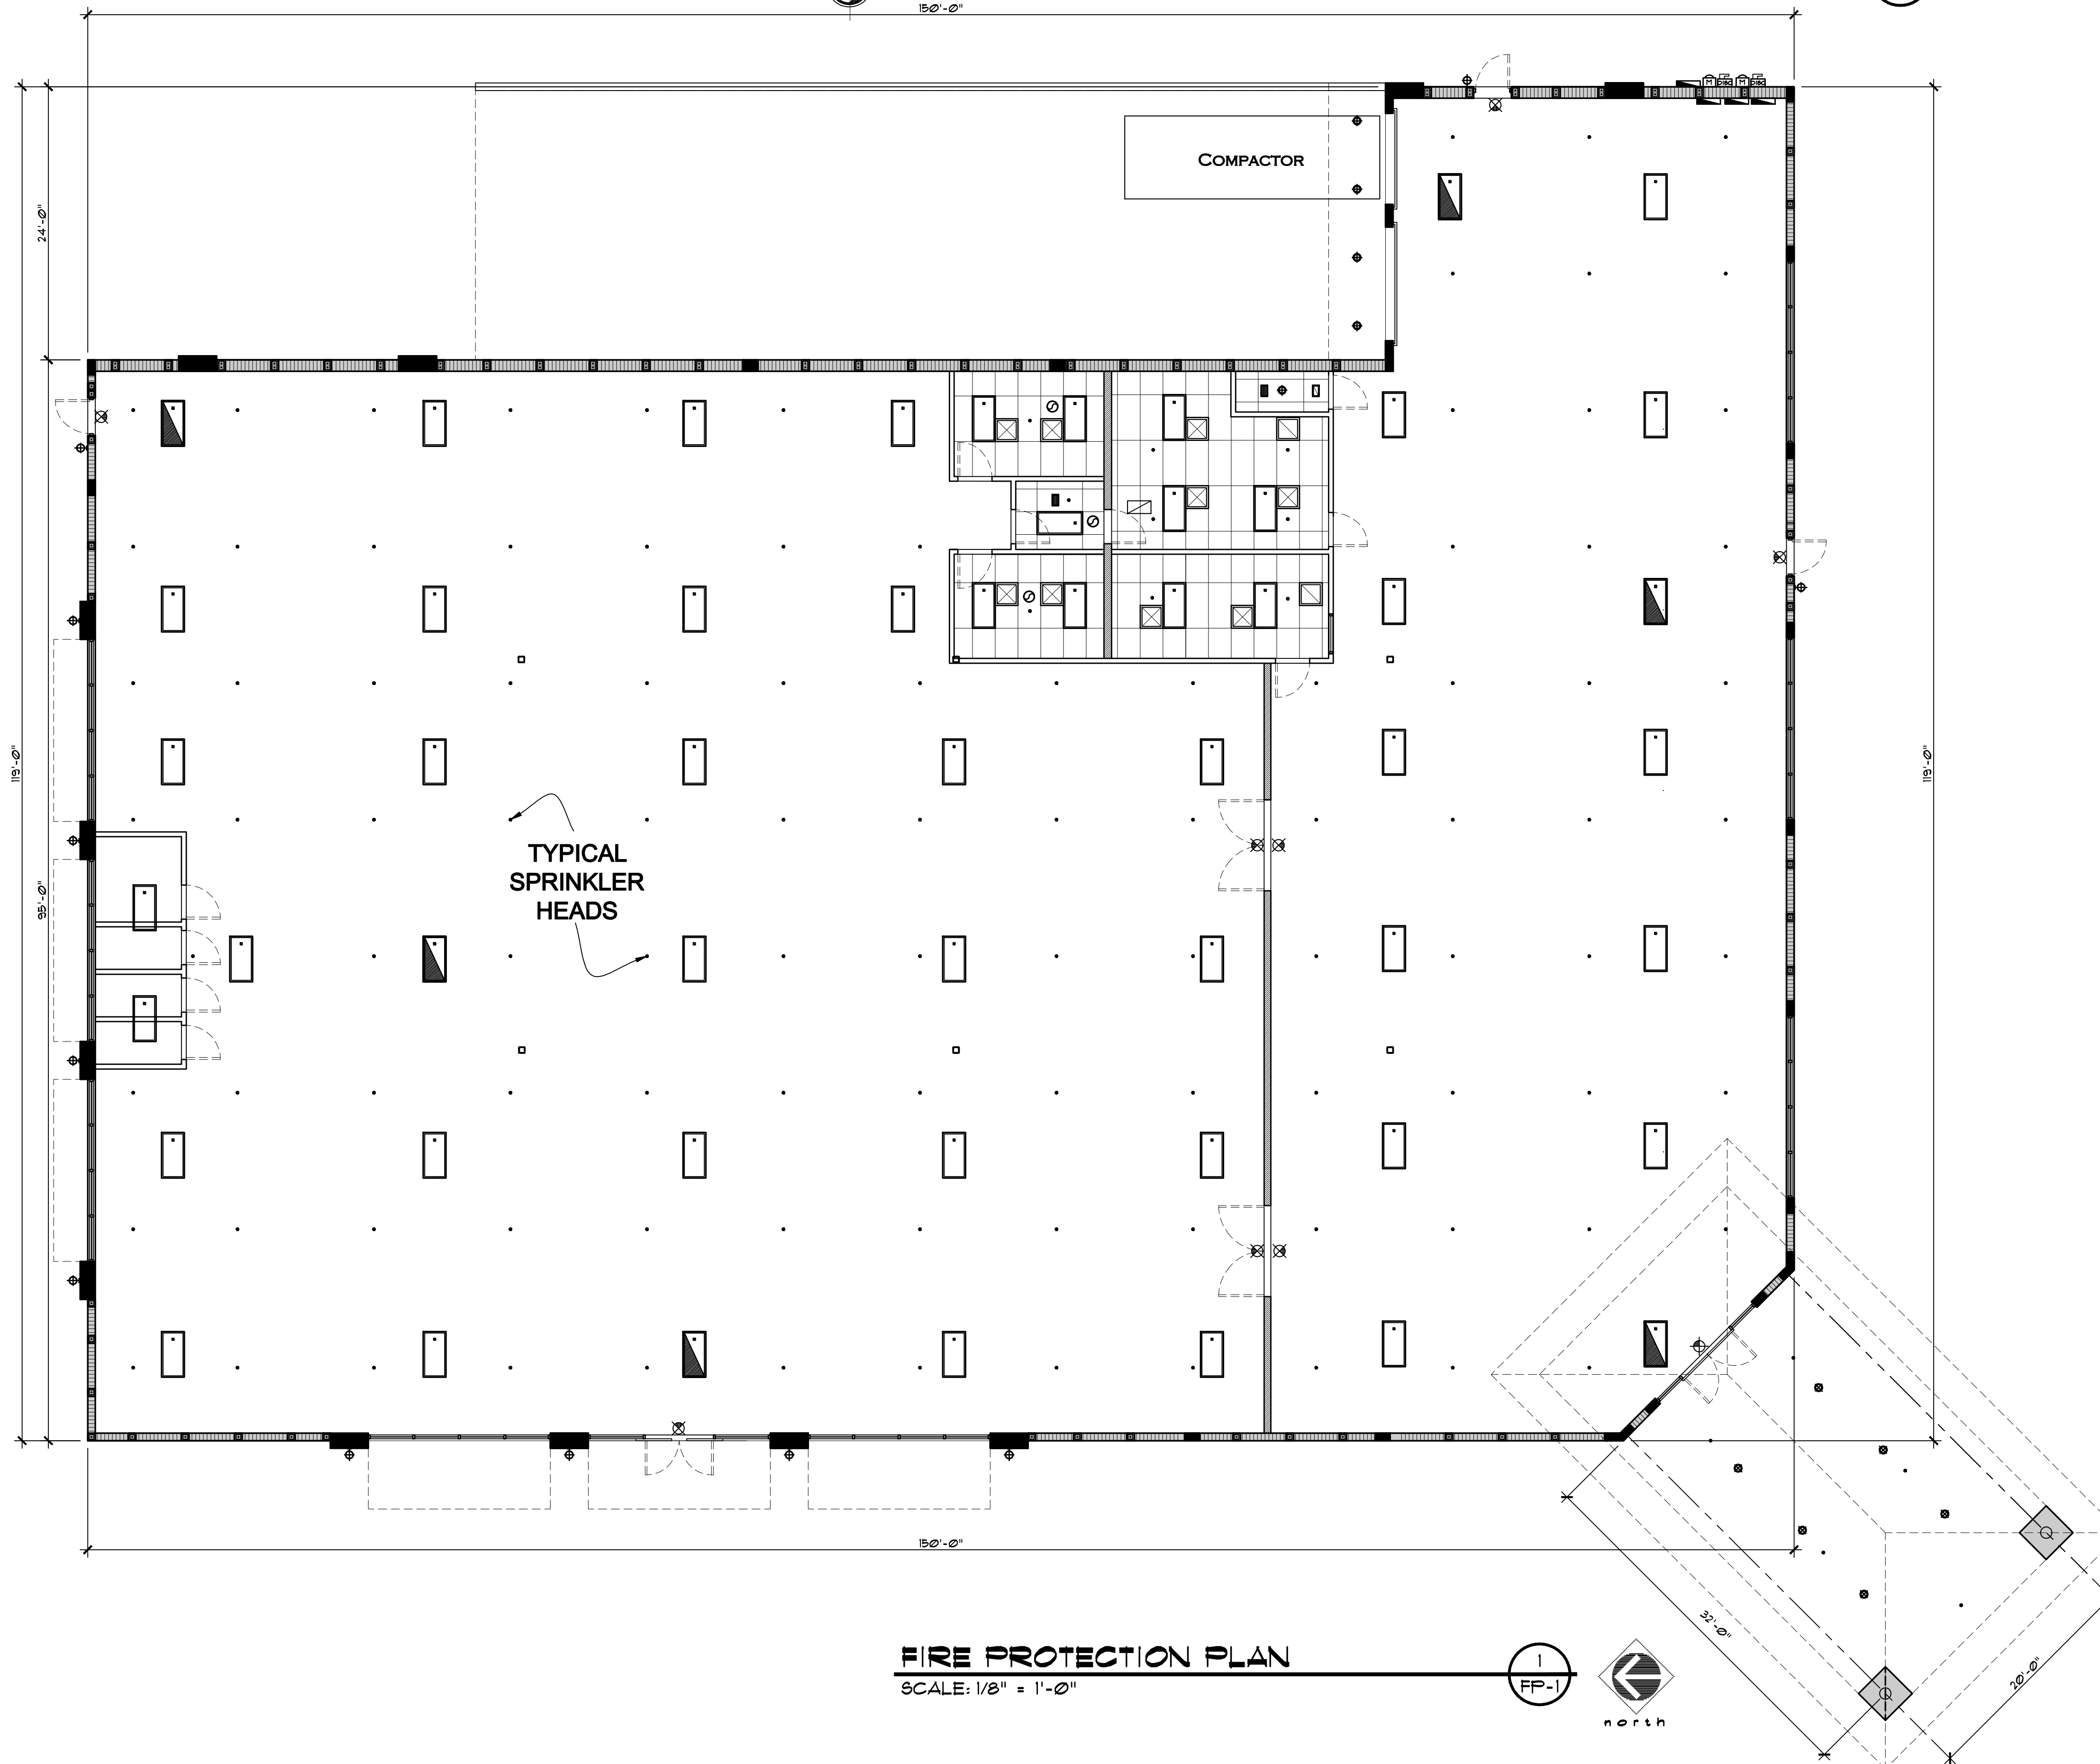 150'-0"
COMPACTOR
24'-0"
119'-0"
95'-0"
119'-0"
TYPICAL
SPRINKLER
HEADS
150'-0"
32'-0"
20'-0"
FIRE PROTECTION PLAN
SCALE: 1/8" = 1'-0"
1
FP-1
north